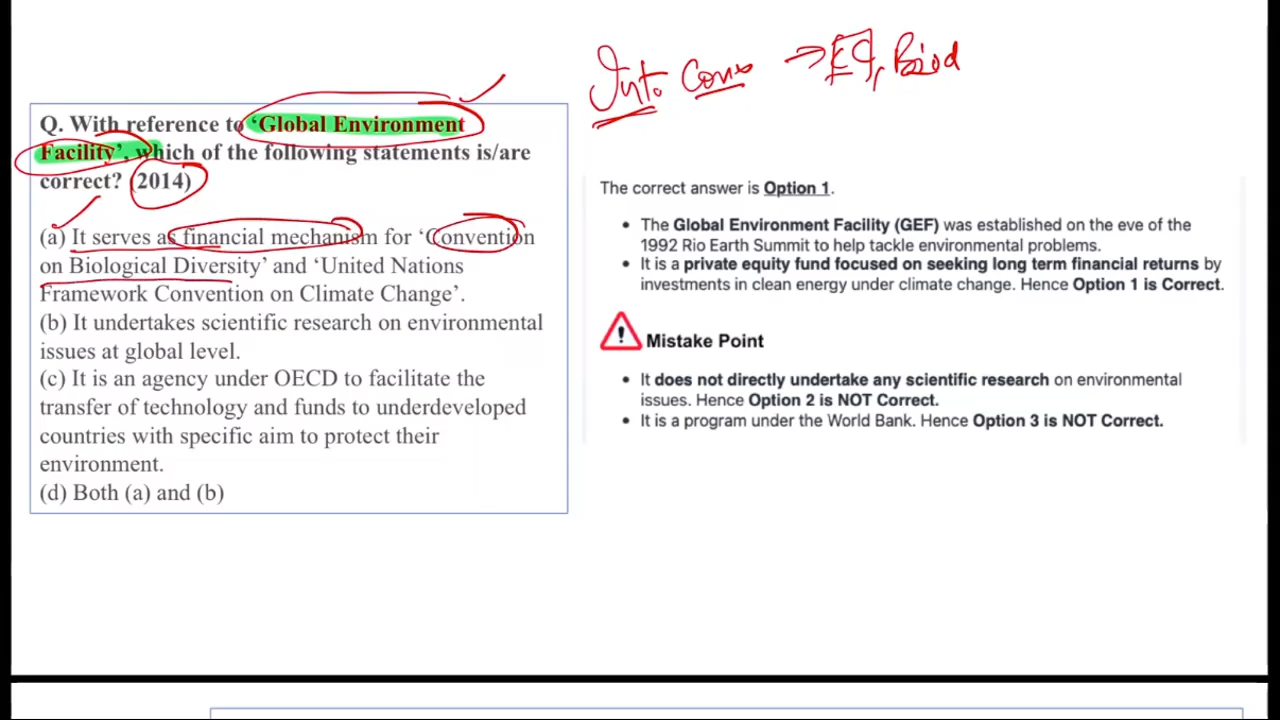 Int. Conv → EG, Biod
Q. With reference to ‘Global Environment
Facility’, which of the following statements is/are
correct? (2014)
(a) It serves as financial mechanism for ‘Convention
on Biological Diversity’ and ‘United Nations
Framework Convention on Climate Change’.
(b) It undertakes scientific research on environmental
issues at global level.
(c) It is an agency under OECD to facilitate the
transfer of technology and funds to underdeveloped
countries with specific aim to protect their
environment.
(d) Both (a) and (b)
The correct answer is Option 1.
• The Global Environment Facility (GEF) was established on the eve of the
1992 Rio Earth Summit to help tackle environmental problems.
• It is a private equity fund focused on seeking long term financial returns by
investments in clean energy under climate change. Hence Option 1 is Correct.
Mistake Point
• It does not directly undertake any scientific research on environmental
issues. Hence Option 2 is NOT Correct.
• It is a program under the World Bank. Hence Option 3 is NOT Correct.